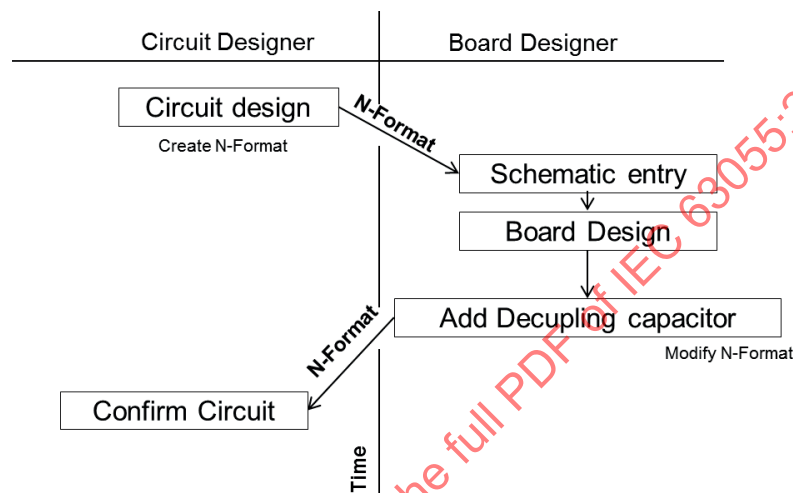 Circuit Designer
Board Designer
Circuit design
N-Format
Create N-Format
Schematic entry
Board Design
Add Decupling capacitor
Modify N-Format
N-Format
Confirm Circuit
Time
he full PDF of IEC 63055: